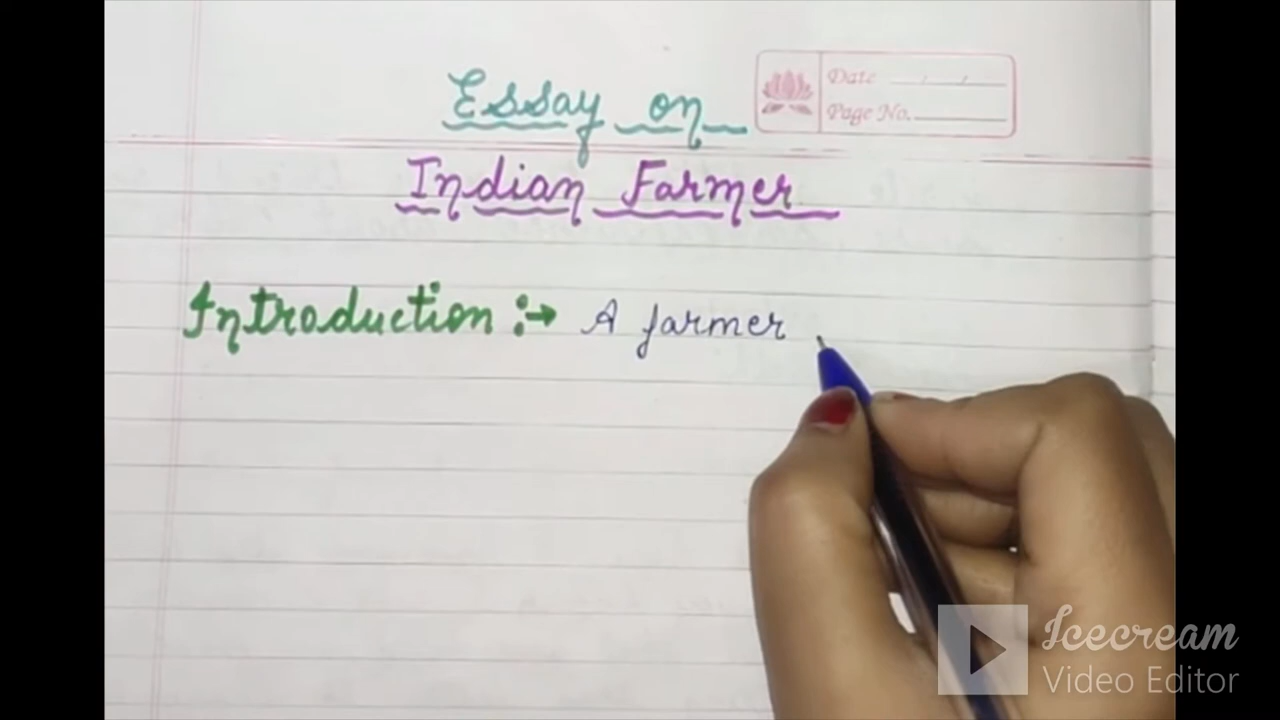 Essay on
Date
Page No.
Indian Farmer
Introduction :→ A farmer
Icecream
Video Editor